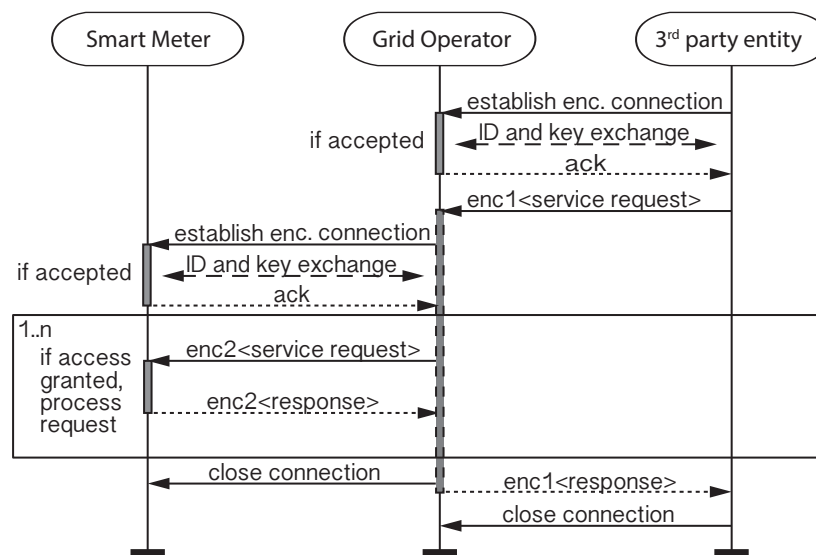 Smart Meter
Grid Operator
3rd party entity
establish enc. connection
ID and key exchange
if accepted
ack
enc1<service request>
establish enc. connection
ID and key exchange
if accepted
ack
1..n
enc2<service request>
if access
granted,
process
request
enc2<response>
close connection
enc1<response>
close connection